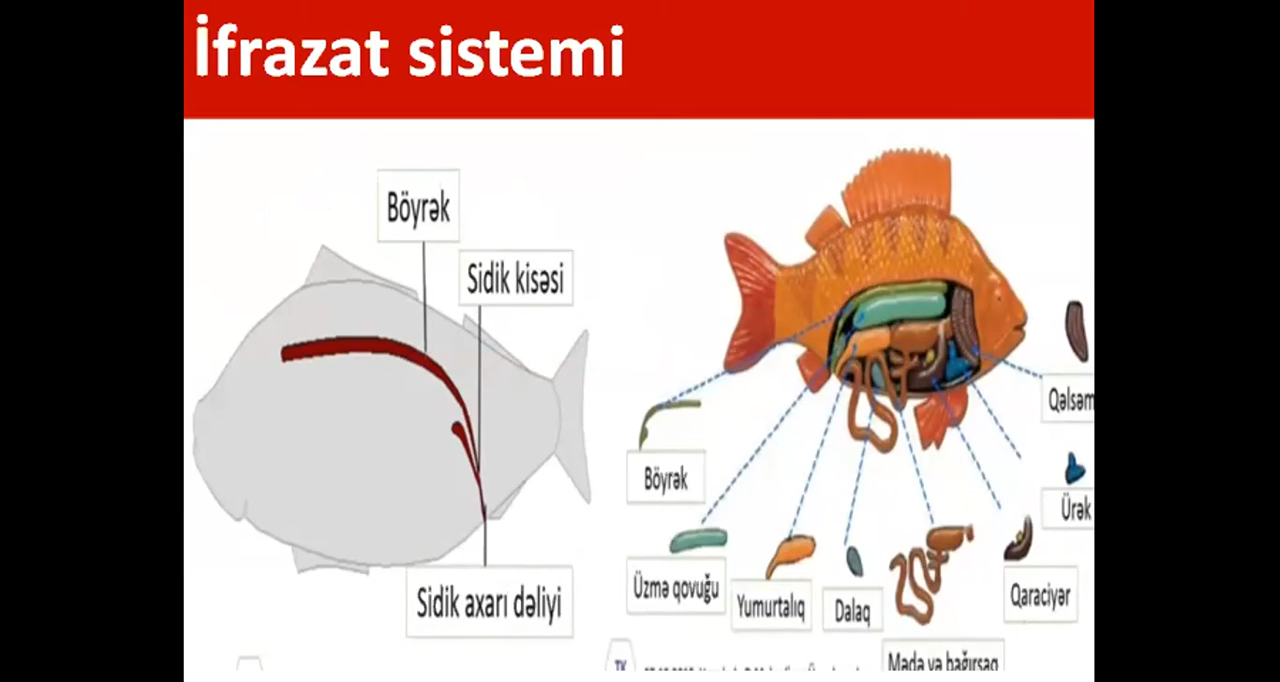 İfrazat sistemi
Böyrək
Sidik kisəsi
Sidik axarı dəliyi
Qəlsəm
Böyrək
Ürək
Üzmə qovuğu
Yumurtalıq
Dalaq
Qaraciyər
Mədə və bağırsaq
TK